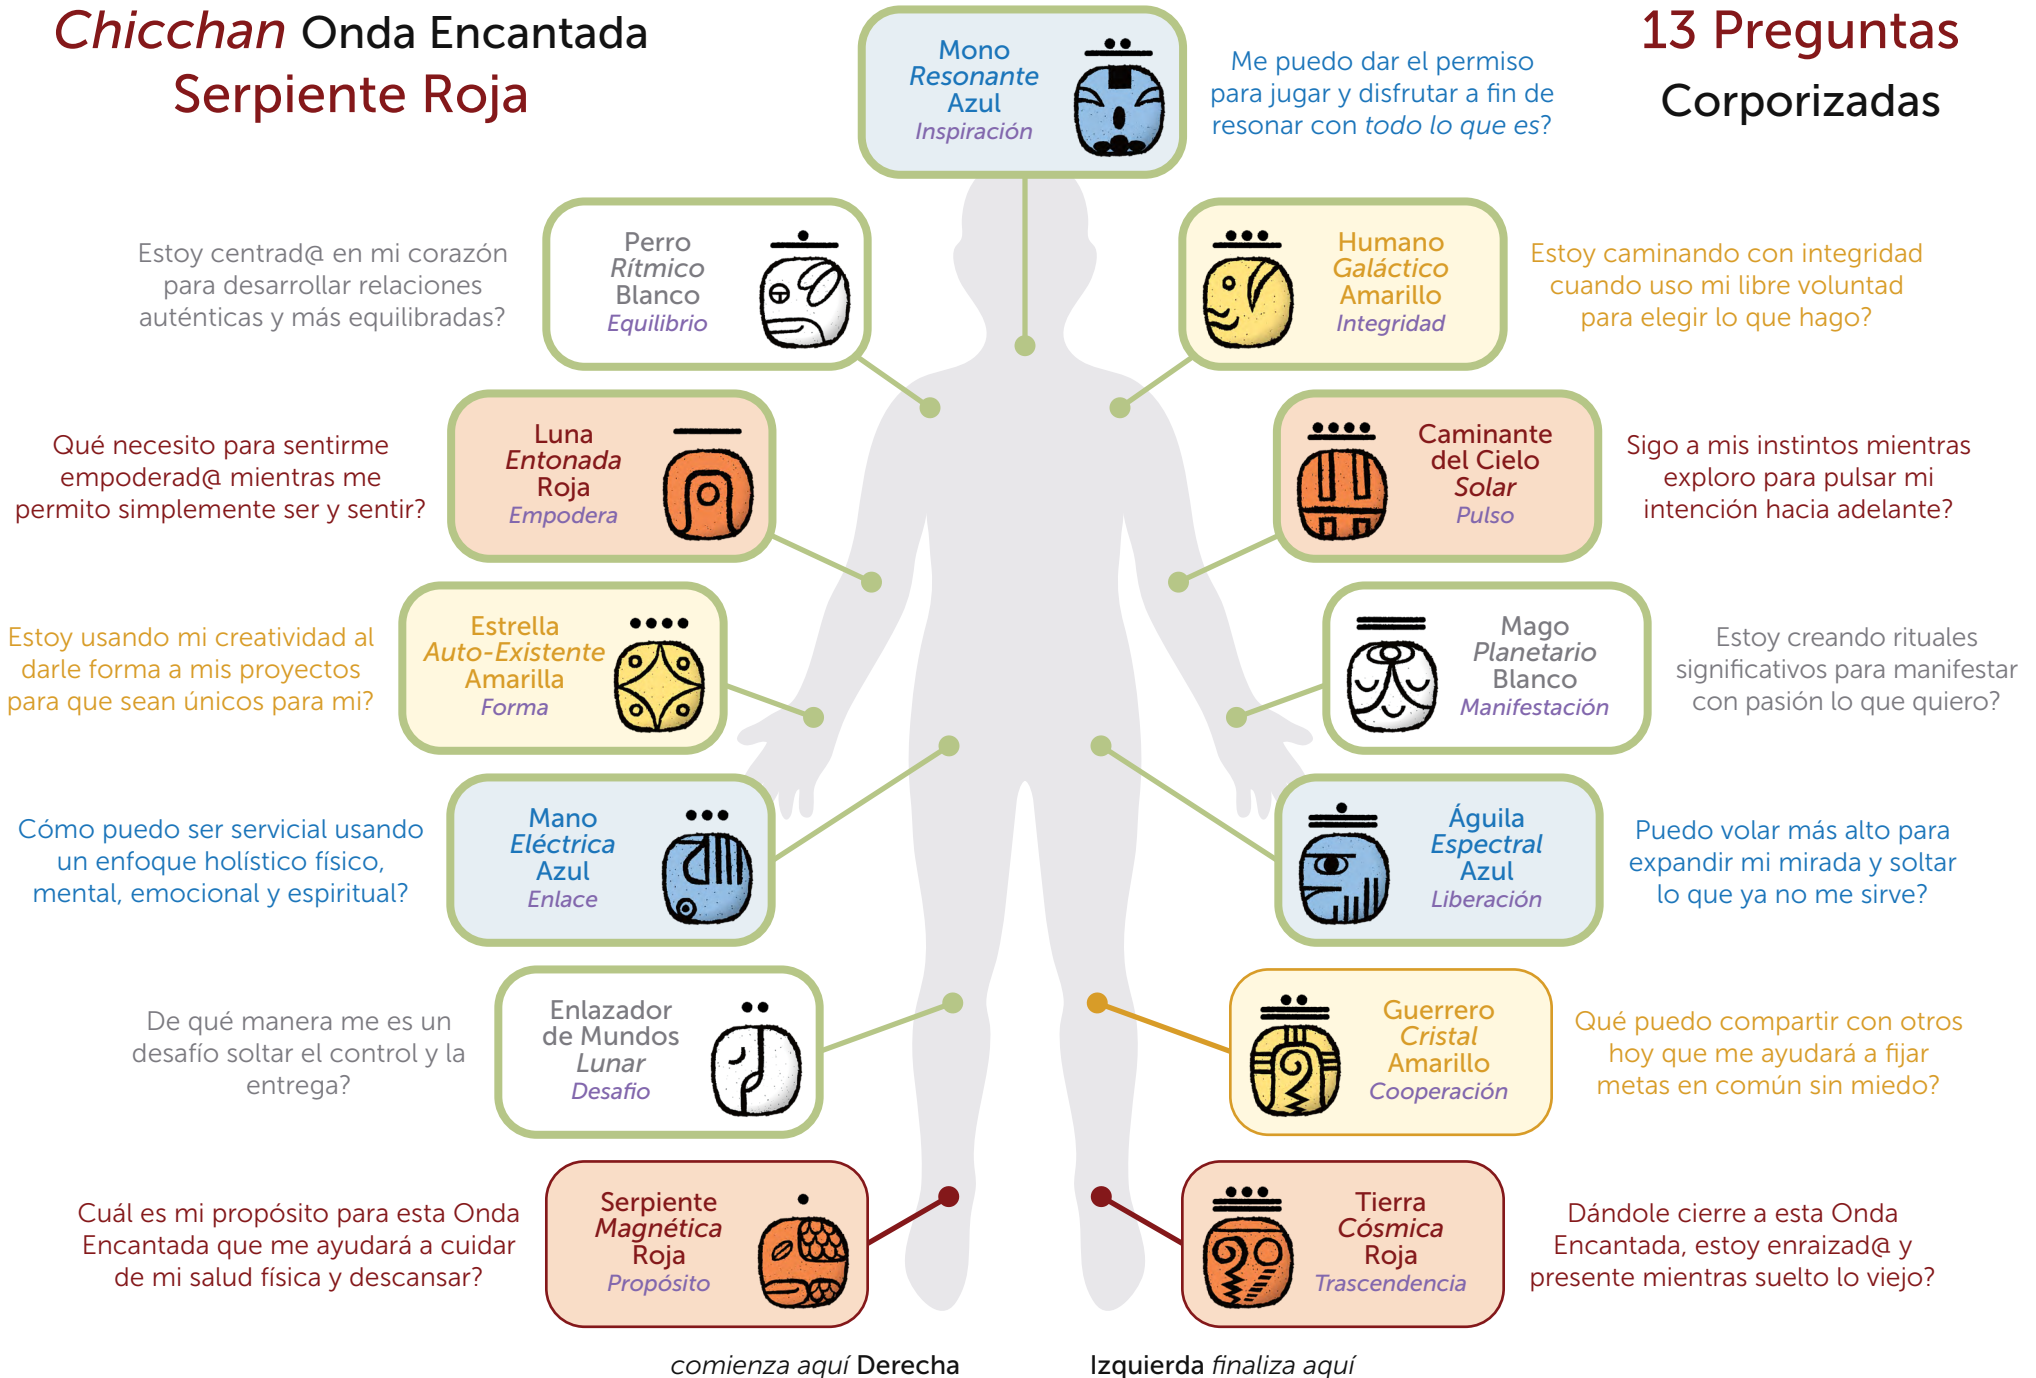 Chicchan Onda Encantada
Serpiente Roja
13 Preguntas
Corporizadas
Mono
Resonante
Azul
Inspiración
Me puedo dar el permiso
para jugar y disfrutar a fin de
resonar con todo lo que es?
Estoy centrad@ en mi corazón
para desarrollar relaciones
auténticas y más equilibradas?
Perro
Rítmico
Blanco
Equilibrio
Humano
Galáctico
Amarillo
Integridad
Estoy caminando con integridad
cuando uso mi libre voluntad
para elegir lo que hago?
Qué necesito para sentirme
empoderad@ mientras me
permito simplemente ser y sentir?
Luna
Entonada
Roja
Empodera
Caminante
del Cielo
Solar
Pulso
Sigo a mis instintos mientras
exploro para pulsar mi
intención hacia adelante?
Estoy usando mi creatividad al
darle forma a mis proyectos
para que sean únicos para mi?
Estrella
Auto-Existente
Amarilla
Forma
Mago
Planetario
Blanco
Manifestación
Estoy creando rituales
significativos para manifestar
con pasión lo que quiero?
Cómo puedo ser servicial usando
un enfoque holístico físico,
mental, emocional y espiritual?
Mano
Eléctrica
Azul
Enlace
Águila
Espectral
Azul
Liberación
Puedo volar más alto para
expandir mi mirada y soltar
lo que ya no me sirve?
De qué manera me es un
desafío soltar el control y la
entrega?
Enlazador
de Mundos
Lunar
Desafio
Guerrero
Cristal
Amarillo
Cooperación
Qué puedo compartir con otros
hoy que me ayudará a fijar
metas en común sin miedo?
Cuál es mi propósito para esta Onda
Encantada que me ayudará a cuidar
de mi salud física y descansar?
Serpiente
Magnética
Roja
Propósito
Tierra
Cósmica
Roja
Trascendencia
Dándole cierre a esta Onda
Encantada, estoy enraizad@ y
presente mientras suelto lo viejo?
comienza aquí Derecha
Izquierda finaliza aquí